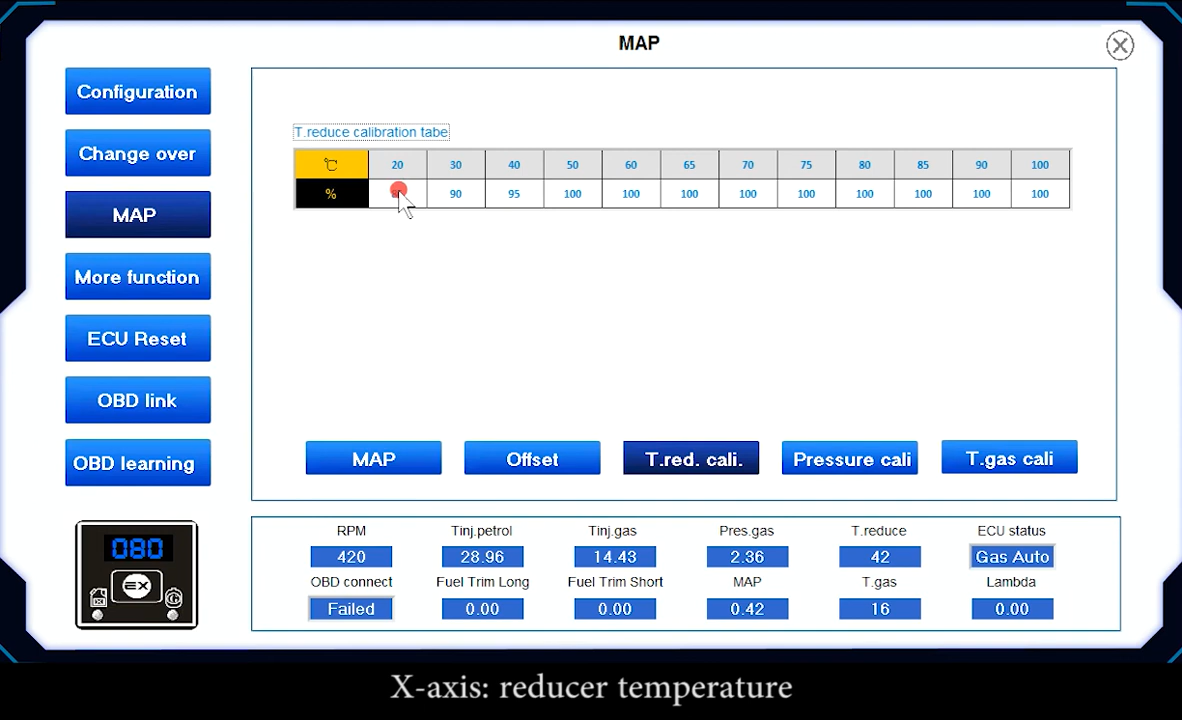 MAP
Configuration
Change over
MAP
More function
ECU Reset
OBD link
OBD learning
T.reduce calibration tabe
℃ 20 30 40 50 60 65 70 75 80 85 90 100
% 90 95 100 100 100 100 100 100 100 100 100
MAP Offset T.red. cali. Pressure cali T.gas cali
RPM Tinj.petrol Tinj.gas Pres.gas T.reduce ECU status
420 28.96 14.43 2.36 42 Gas Auto
OBD connect Fuel Trim Long Fuel Trim Short MAP T.gas Lambda
Failed 0.00 0.00 0.42 16 0.00
080
EX
X-axis: reducer temperature